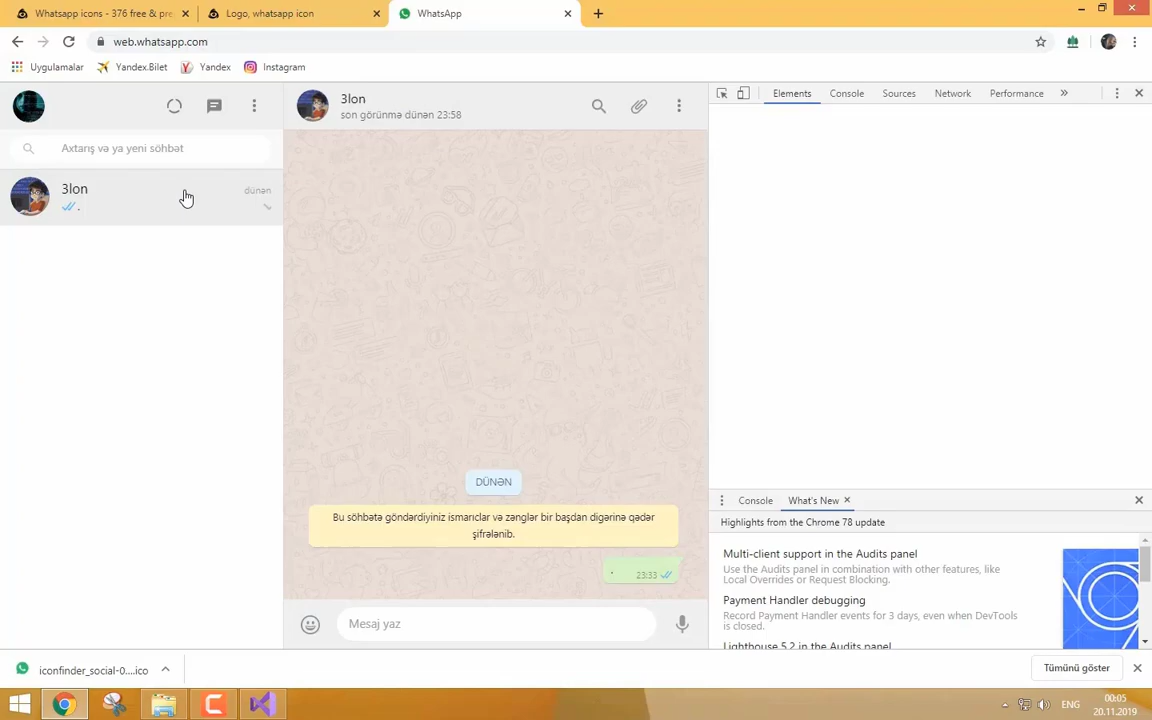 Whatsapp icons - 376 free & pre
Logo, whatsapp icon
WhatsApp
web.whatsapp.com
Uygulamalar
Yandex.Bilet
Yandex
Instagram
3lon
son görünmə dünən 23:58
Axtarış və ya yeni söhbət
3lon
dünən
.
DÜNƏN
Bu söhbətə göndərdiyiniz ismarıclar və zənglər bir başdan digərinə qədər
şifrələnib.
.
23:33
Mesaj yaz
Elements
Console
Sources
Network
Performance
Console
What's New
Highlights from the Chrome 78 update
Multi-client support in the Audits panel
Use the Audits panel in combination with other features, like
Local Overrides or Request Blocking.
Payment Handler debugging
Record Payment Handler events for 3 days, even when DevTools
is closed.
Lighthouse 5.2 in the Audits panel
iconfinder_social-0....ico
Tümünü göster
ENG
00:05
20.11.2019